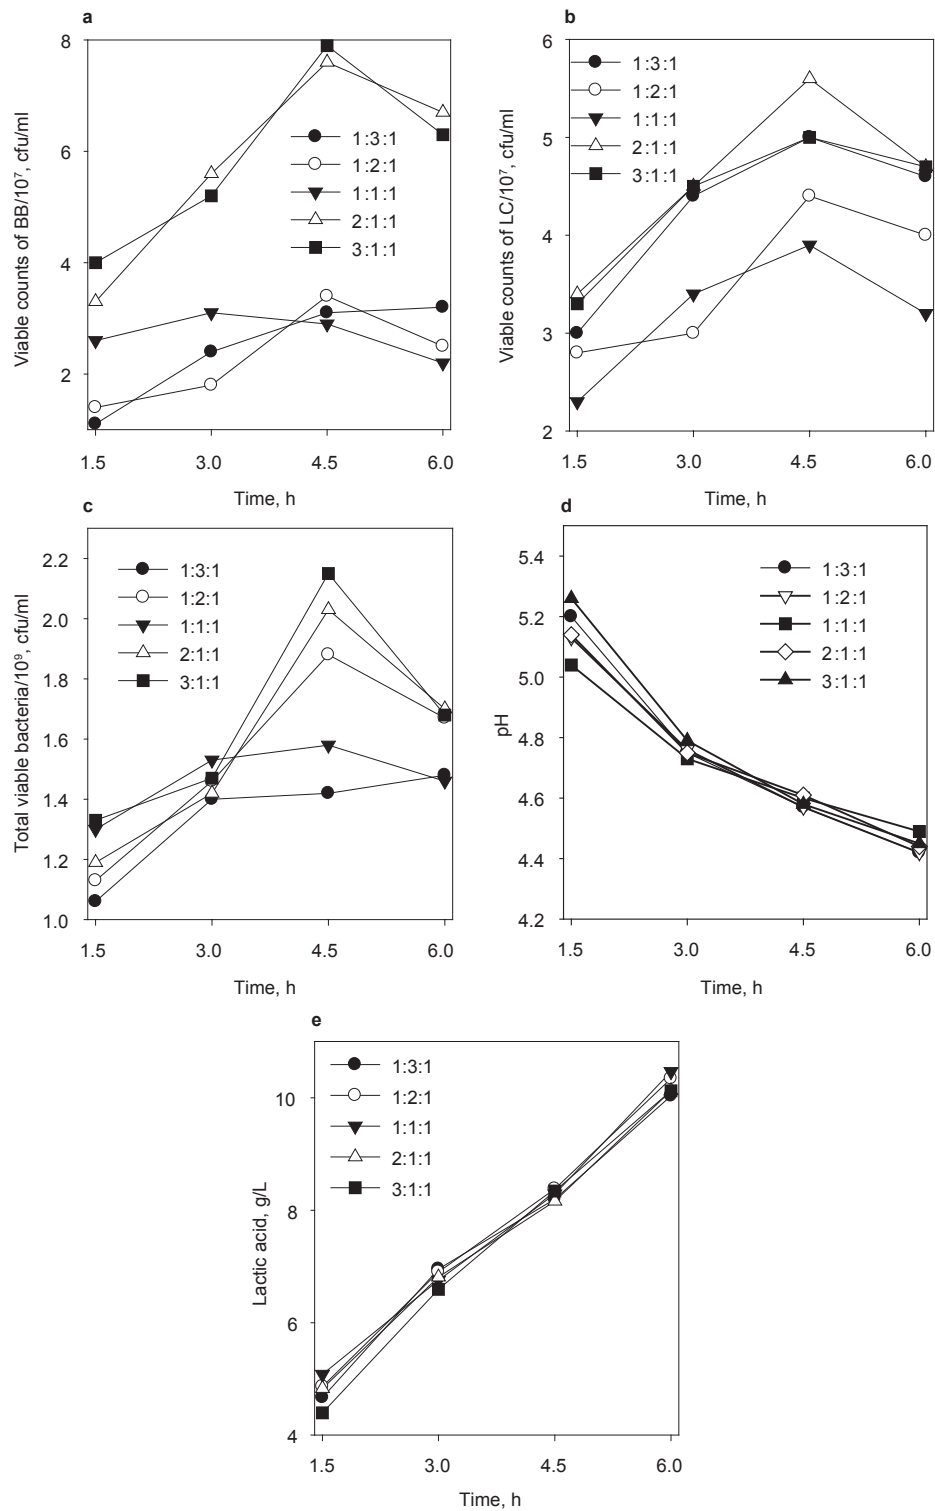 a
Viable counts of BB/10⁷, cfu/ml
8
6
4
2
1:3:1
1:2:1
1:1:1
2:1:1
3:1:1
1.5 3.0 4.5 6.0
Time, h
b
Viable counts of LC/10⁷, cfu/ml
6
5
4
3
2
1:3:1
1:2:1
1:1:1
2:1:1
3:1:1
1.5 3.0 4.5 6.0
Time, h
c
Total viable bacteria/10⁹, cfu/ml
2.2
2.0
1.8
1.6
1.4
1.2
1.0
1:3:1
1:2:1
1:1:1
2:1:1
3:1:1
1.5 3.0 4.5 6.0
Time, h
d
pH
5.4
5.2
5.0
4.8
4.6
4.4
4.2
1:3:1
1:2:1
1:1:1
2:1:1
3:1:1
1.5 3.0 4.5 6.0
Time, h
e
Lactic acid, g/L
10
8
6
4
1:3:1
1:2:1
1:1:1
2:1:1
3:1:1
1.5 3.0 4.5 6.0
Time, h